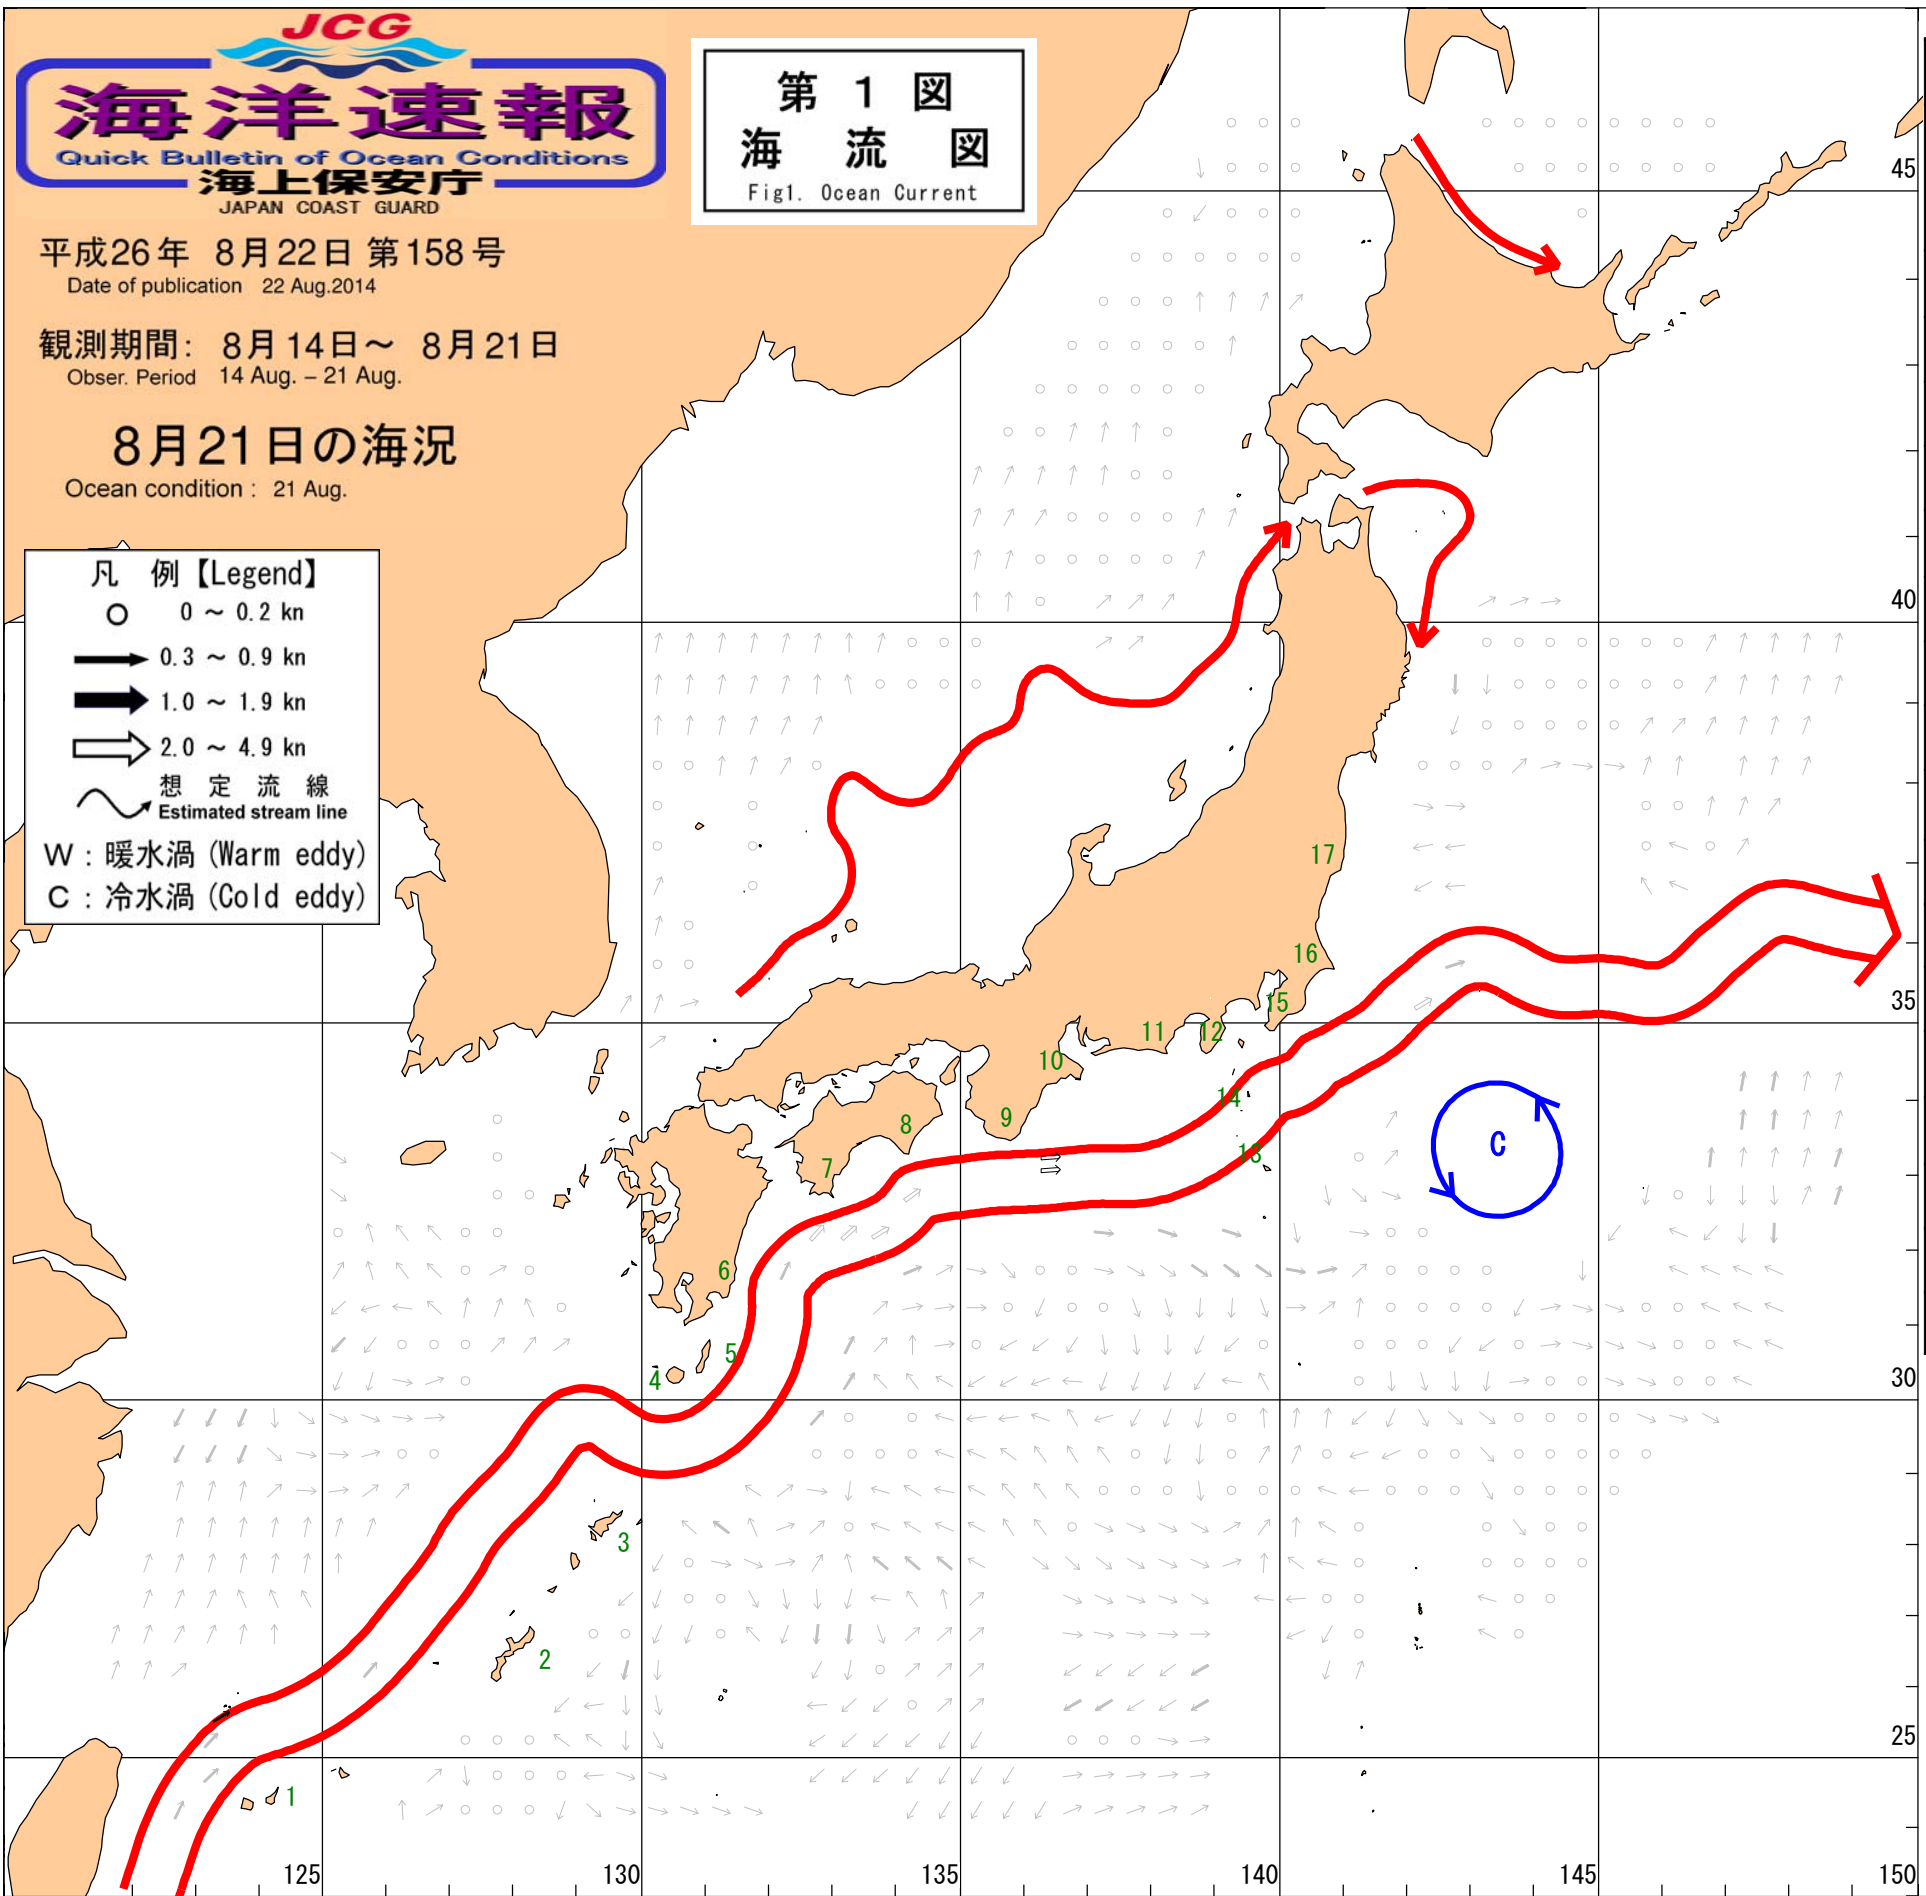 JCG
海洋速報
Quick Bulletin of Ocean Conditions
海上保安庁
JAPAN COAST GUARD
第 1 図
海 流 図
Fig1. Ocean Current
平成26年 8月22日 第158号
Date of publication 22 Aug.2014
観測期間: 8月14日～ 8月21日
Obser. Period 14 Aug. – 21 Aug.
8月21日の海況
Ocean condition : 21 Aug.
凡 例【Legend】
0 ～ 0.2 kn
0.3 ～ 0.9 kn
1.0 ～ 1.9 kn
2.0 ～ 4.9 kn
想 定 流 線
Estimated stream line
W : 暖水渦 (Warm eddy)
C : 冷水渦 (Cold eddy)
45
40
35
30
25
17
16
15
14
13
12
11
10
9
8
7
6
5
4
3
2
1
C
125
130
135
140
145
150